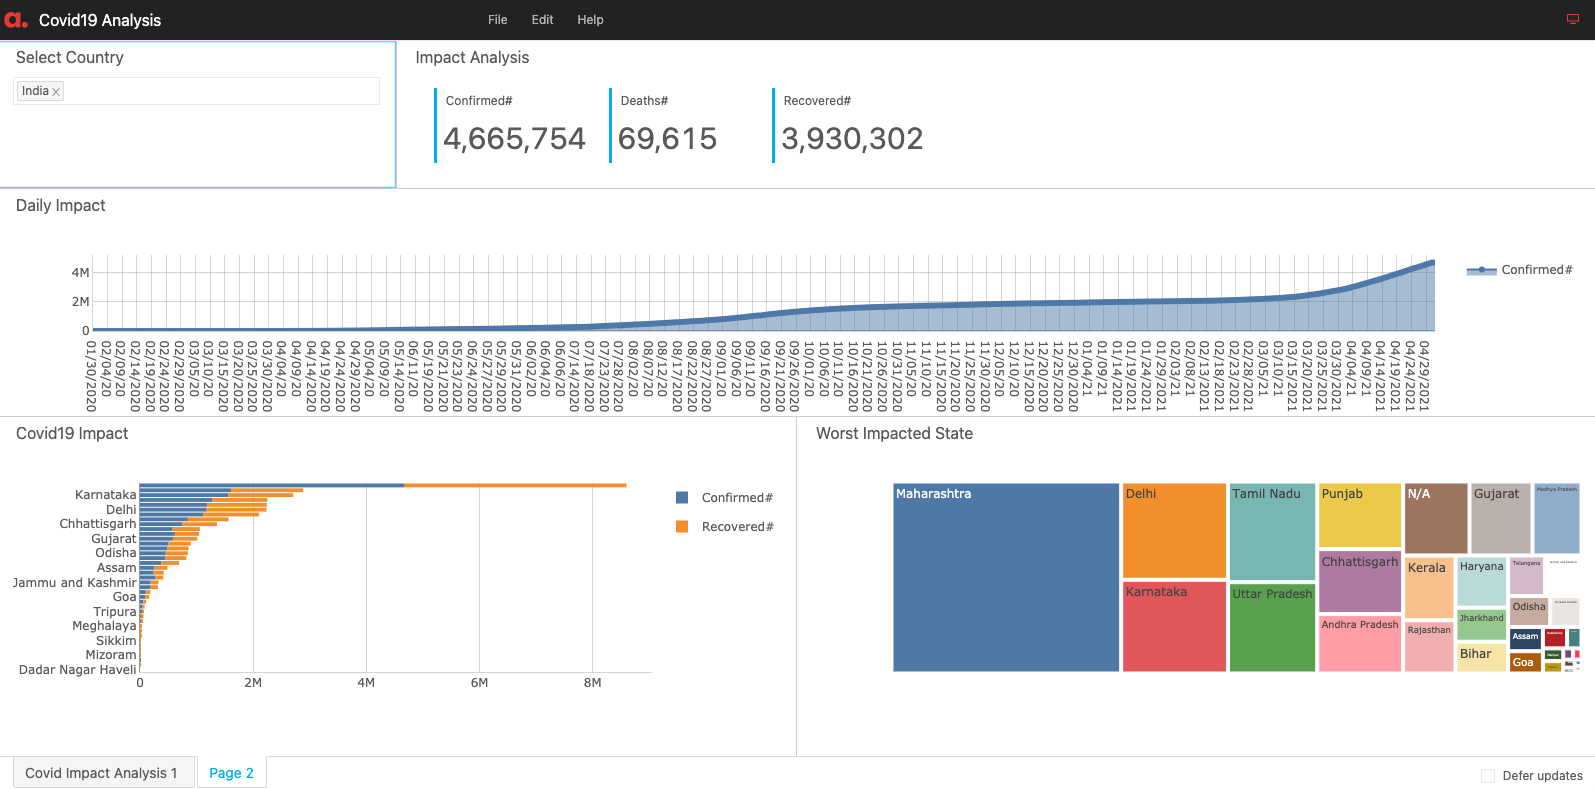 a. Covid19 Analysis File Edit Help
Select Country
India
Impact Analysis
Confirmed# Deaths# Recovered#
4,665,754 69,615 3,930,302
Daily Impact
4M
2M
0
Confirmed#
01/30/2020
02/04/20
02/09/20
02/14/2020
02/19/2020
02/24/2020
02/29/2020
03/05/20
03/10/20
03/15/2020
03/20/2020
03/25/2020
03/30/2020
04/04/20
04/09/20
04/14/2020
04/19/2020
04/24/2020
04/29/2020
05/04/20
05/09/20
05/14/2020
06/11/20
05/19/2020
05/21/2020
05/23/2020
06/24/2020
05/27/2020
05/29/2020
05/31/2020
06/02/20
06/04/20
06/06/20
07/14/2020
07/18/2020
07/23/2020
07/28/2020
08/02/20
08/07/20
08/12/20
08/17/2020
08/22/2020
08/27/2020
09/01/20
09/06/20
09/11/20
09/16/2020
09/21/2020
09/26/2020
10/01/20
10/06/20
10/11/20
10/16/2020
10/21/2020
10/26/2020
10/31/2020
11/05/20
11/10/20
11/15/2020
11/20/2020
11/25/2020
11/30/2020
12/05/20
12/10/20
12/15/2020
12/20/2020
12/25/2020
12/30/2020
01/04/21
01/09/21
01/14/2021
01/19/2021
01/24/2021
01/29/2021
02/03/21
02/08/21
02/13/2021
02/18/2021
02/23/2021
02/28/2021
03/05/21
03/10/21
03/15/2021
03/20/2021
03/25/2021
03/30/2021
04/04/21
04/09/21
04/14/2021
04/19/2021
04/24/2021
04/29/2021
Covid19 Impact
Karnataka
Delhi
Chhattisgarh
Gujarat
Odisha
Assam
Jammu and Kashmir
Goa
Tripura
Meghalaya
Sikkim
Mizoram
Dadar Nagar Haveli
0 2M 4M 6M 8M
Confirmed#
Recovered#
Worst Impacted State
Maharashtra
Delhi
Karnataka
Tamil Nadu
Uttar Pradesh
Punjab
Chhattisgarh
Andhra Pradesh
N/A
Kerala
Rajasthan
Gujarat
Haryana
Jharkhand
Bihar
Madhya Pradesh
Telangana
Odisha
Assam
Goa
Covid Impact Analysis 1 Page 2
Defer updates